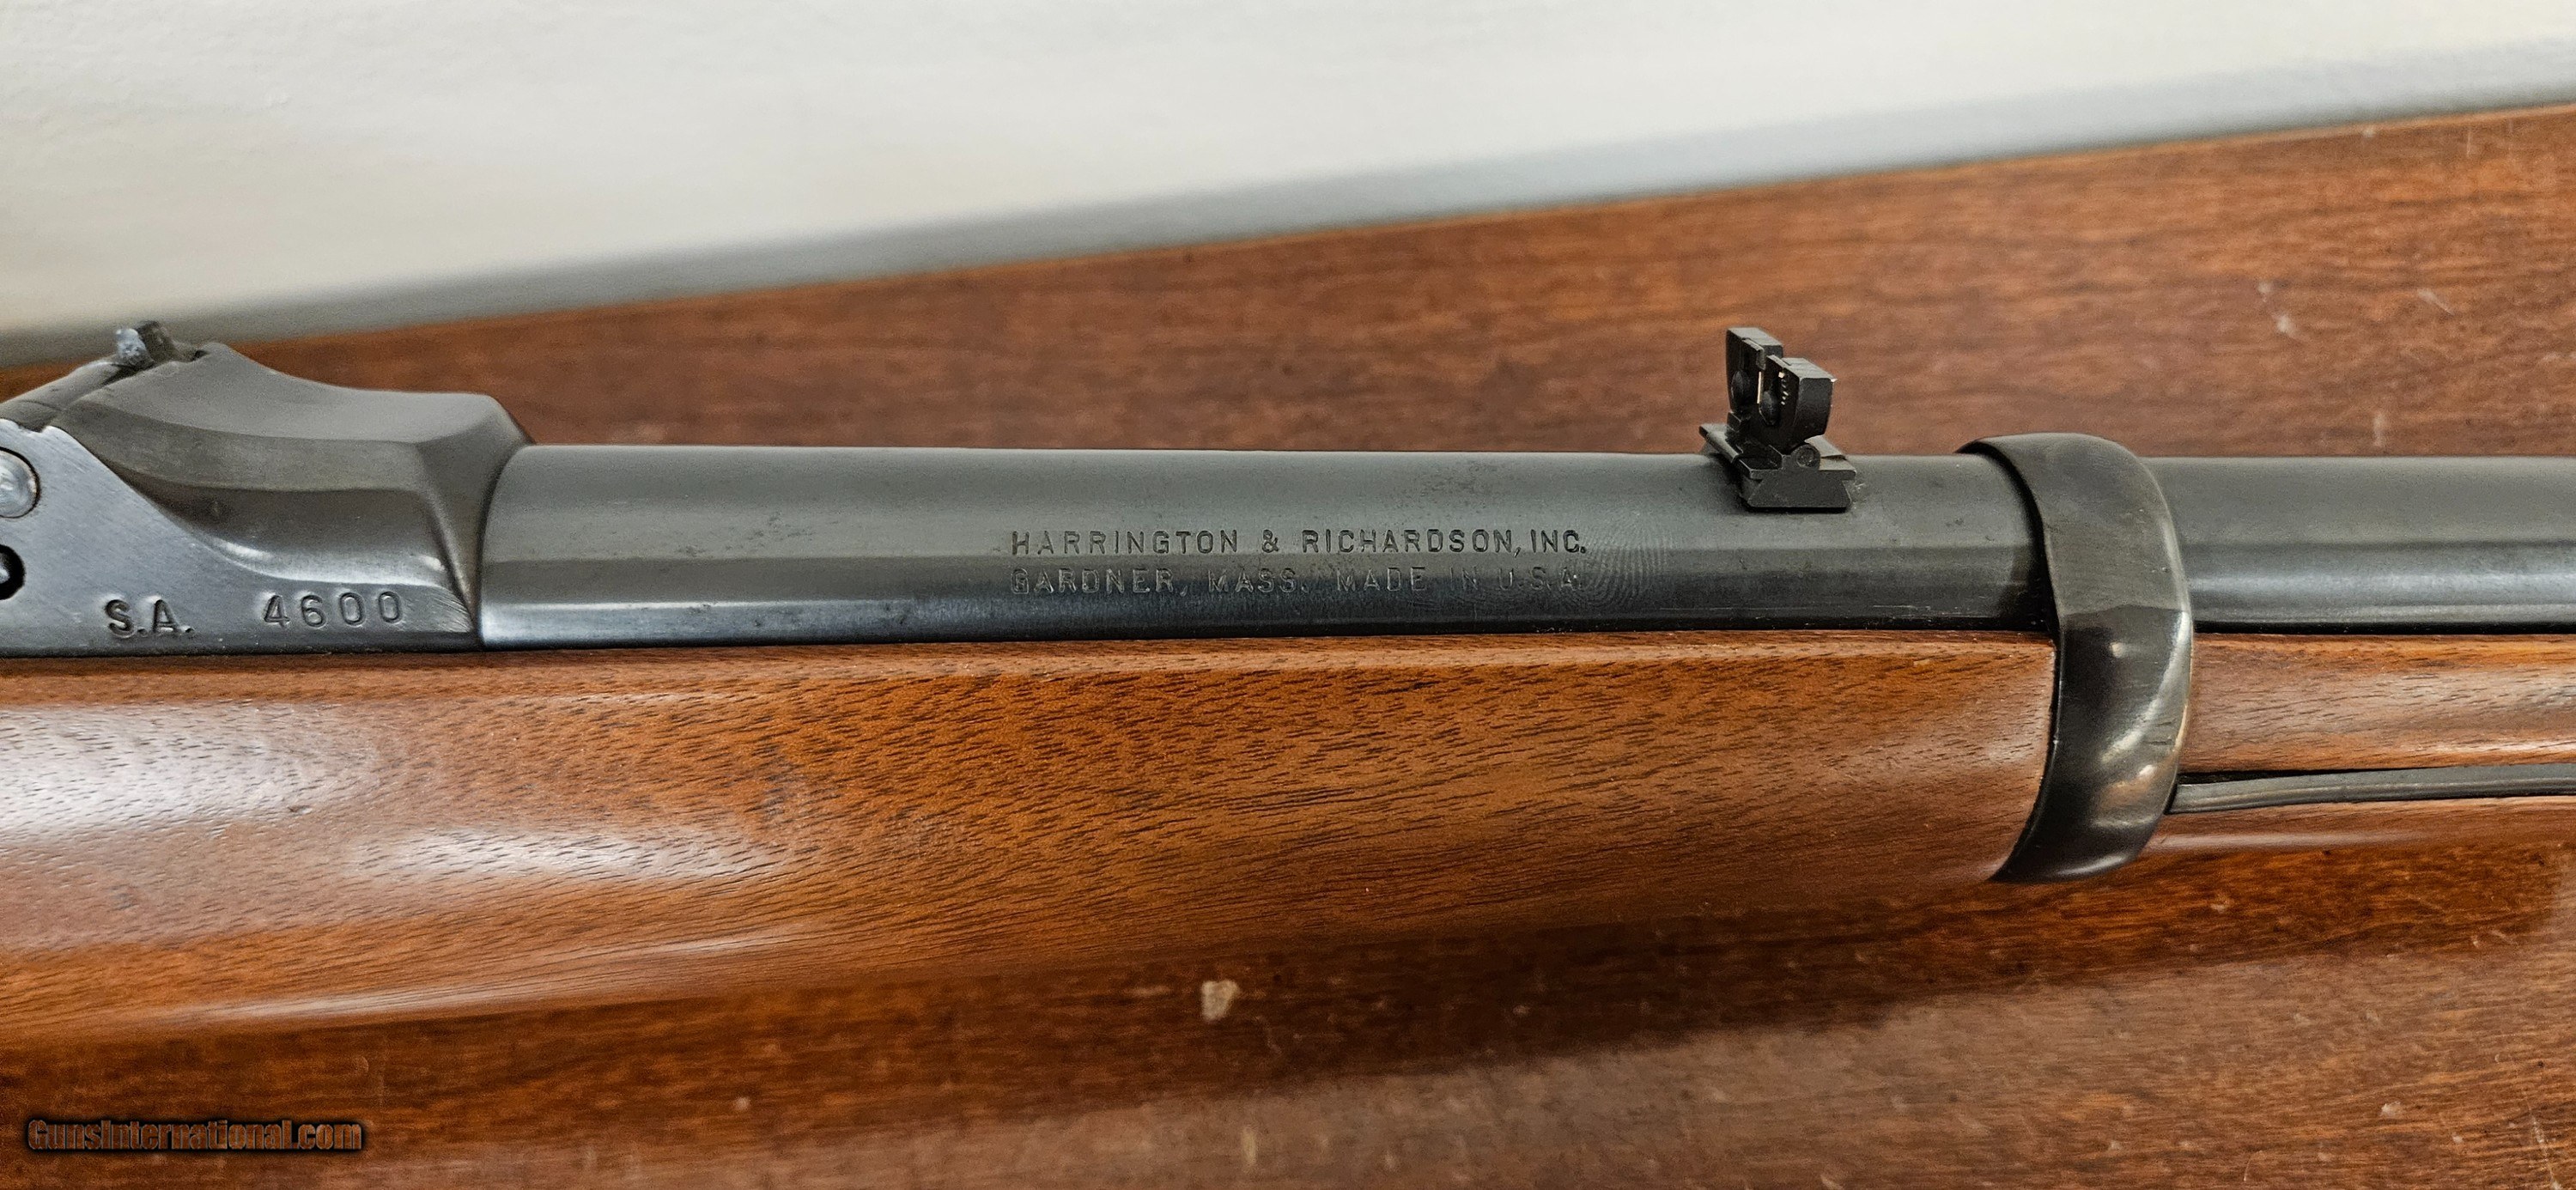 HARRINGTON & RICHARDSON, INC.
GARDNER, MASS. MADE IN U.S.A.
S.A. 4600
GunsInternational.com